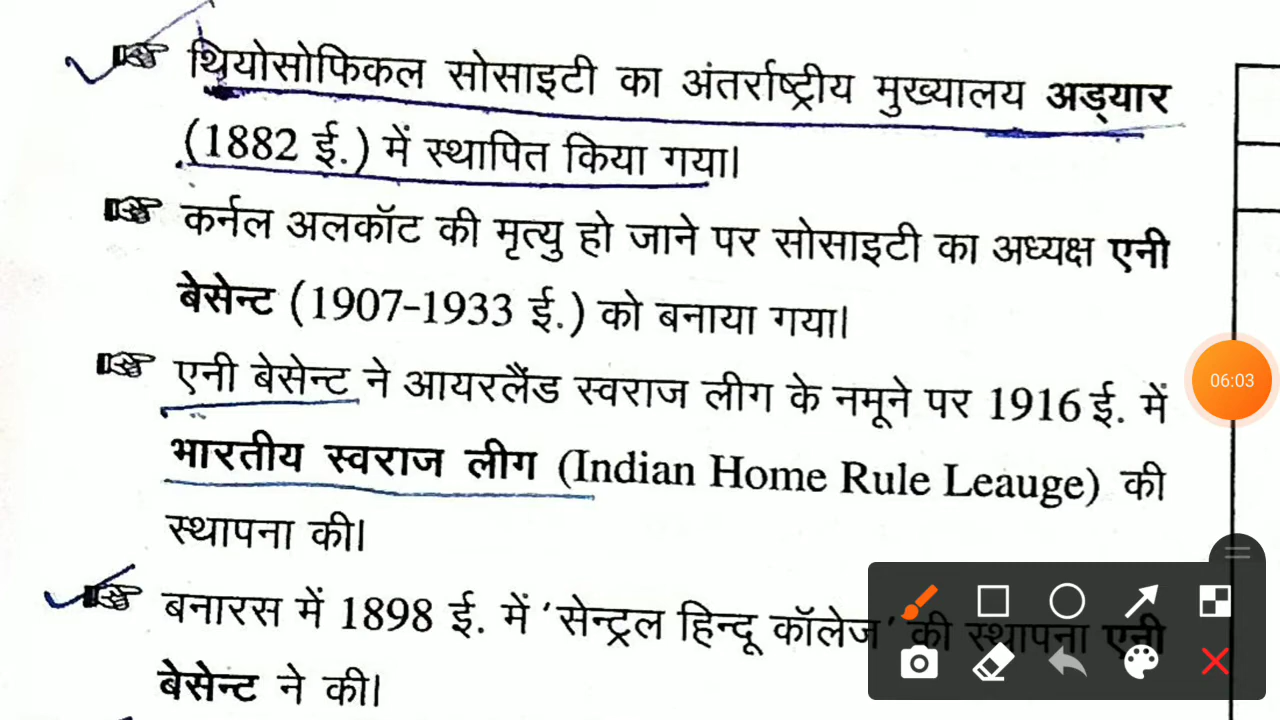 थियोसोफिकल सोसाइटी का अंतर्राष्ट्रीय मुख्यालय अड्यार
(1882 ई.) में स्थापित किया गया।
कर्नल अलकॉट की मृत्यु हो जाने पर सोसाइटी का अध्यक्ष एनी
बेसेन्ट (1907-1933 ई.) को बनाया गया।
एनी बेसेन्ट ने आयरलैंड स्वराज लीग के नमूने पर 1916 ई. में
भारतीय स्वराज लीग (Indian Home Rule Leauge) की
स्थापना की।
बनारस में 1898 ई. में 'सेन्ट्रल हिन्दू कॉलेज' की स्थापना एनी
बेसेन्ट ने की।
06:03